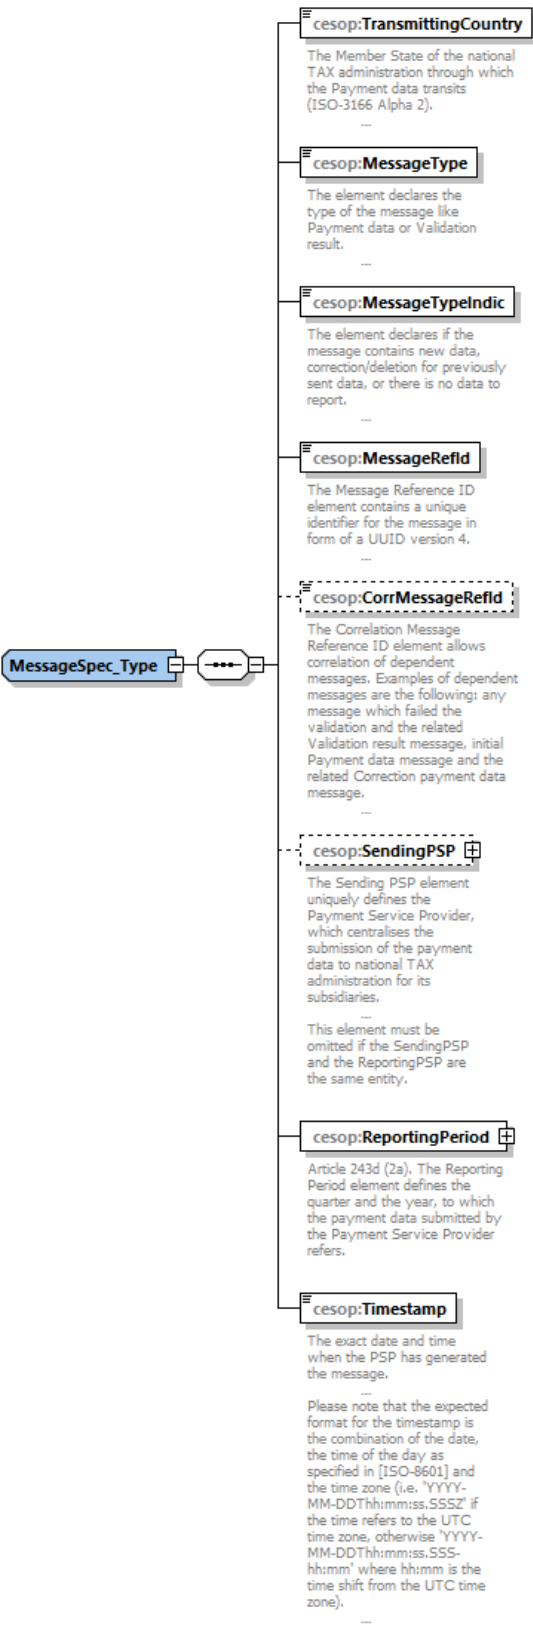 cesop:TransmittingCountry
The Member State of the national
TAX administration through which
the Payment data transits
(ISO-3166 Alpha 2).
...
cesop:MessageType
The element declares the
type of the message like
Payment data or Validation
result.
...
cesop:MessageTypeIndic
The element declares if the
message contains new data,
correction/deletion for previously
sent data, or there is no data to
report.
...
cesop:MessageRefId
The Message Reference ID
element contains a unique
identifier for the message in
form of a UUID version 4.
...
cesop:CorrMessageRefId
The Correlation Message
Reference ID element allows
correlation of dependent
messages. Examples of dependent
messages are the following: any
message which failed the
validation and the related
Validation result message, initial
Payment data message and the
related Correction payment data
message.
...
MessageSpec_Type
cesop:SendingPSP
The Sending PSP element
uniquely defines the
Payment Service Provider,
which centralises the
submission of the payment
data to national TAX
administration for its
subsidiaries.
...
This element must be
omitted if the SendingPSP
and the ReportingPSP are
the same entity.
cesop:ReportingPeriod
Article 243d (2a). The Reporting
Period element defines the
quarter and the year, to which
the payment data submitted by
the Payment Service Provider
refers.
cesop:Timestamp
The exact date and time
when the PSP has generated
the message.
...
Please note that the expected
format for the timestamp is
the combination of the date,
the time of the day as
specified in [ISO-8601] and
the time zone (i.e. 'YYYY-
MM-DDThh:mm:ss.SSSZ' if
the time refers to the UTC
time zone, otherwise 'YYYY-
MM-DDThh:mm:ss.SSS-
hh:mm' where hh:mm is the
time shift from the UTC time
zone).
...